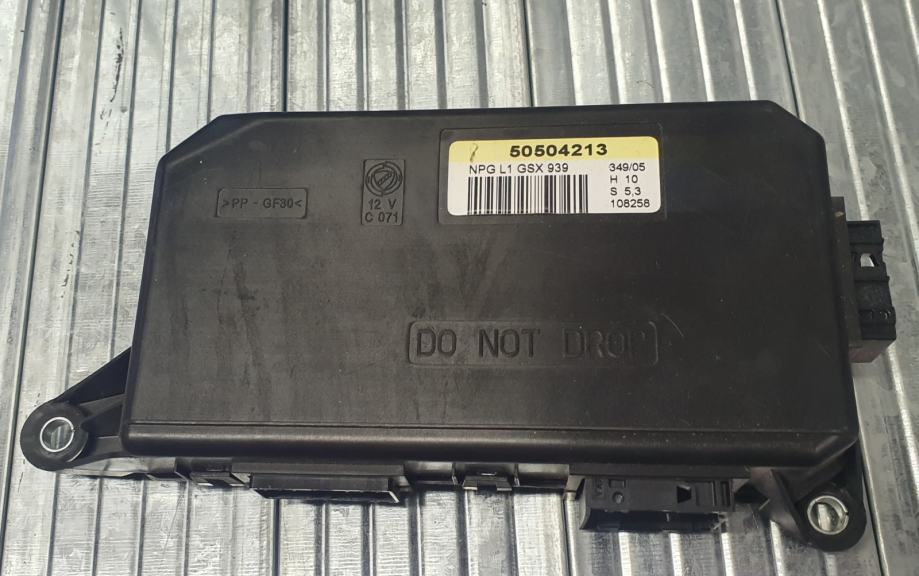 50504213
NPG L1 GSX 939 349/05
H 10
S 5,3
108258
>PP - GF30<
12 V
C 071
DO NOT DROP